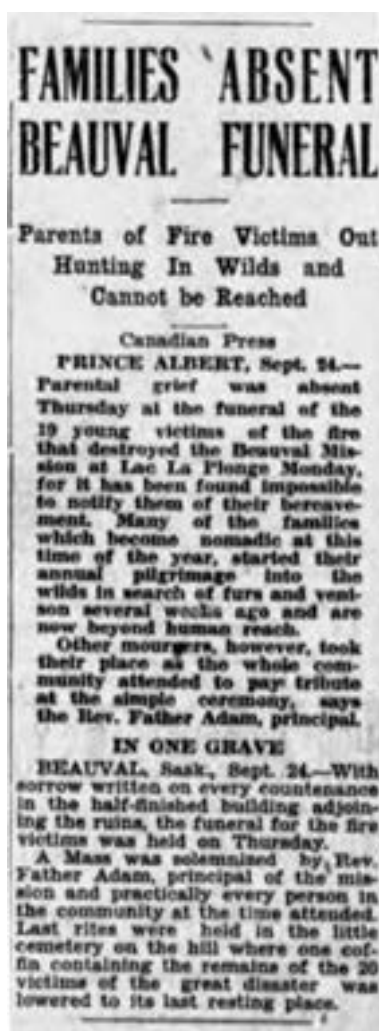 FAMILIES ABSENT
BEAUVAL FUNERAL
Parents of Fire Victims Out
Hunting In Wilds and
Cannot be Reached
Canadian Press
PRINCE ALBERT, Sept. 24.—
Parental grief was absent
Thursday at the funeral of the
19 young victims of the fire
that destroyed the Beauval Mis-
sion at Lac La Plonge Monday,
for it has been found impossible
to notify them of their bereave-
ment. Many of the families
which become nomadic at this
time of the year, started their
annual pilgrimage into the
wilds in search of furs and veni-
son several weeks ago and are
now beyond human reach.
Other mourners, however, took
their place as the whole com-
munity attended to pay tribute
at the simple ceremony, says
the Rev. Father Adam, principal.
IN ONE GRAVE
BEAUVAL, Sask., Sept. 24.—With
sorrow written on every countenance
in the half-finished building adjoin-
ing the ruins, the funeral for the fire
victims was held on Thursday.
A Mass was solemnized by Rev.
Father Adam, principal of the mis-
sion and practically every person in
the community at the time attended.
Last rites were held in the little
cemetery on the hill where one cof-
fin containing the remains of the 20
victims of the great disaster was
lowered to its last resting place.